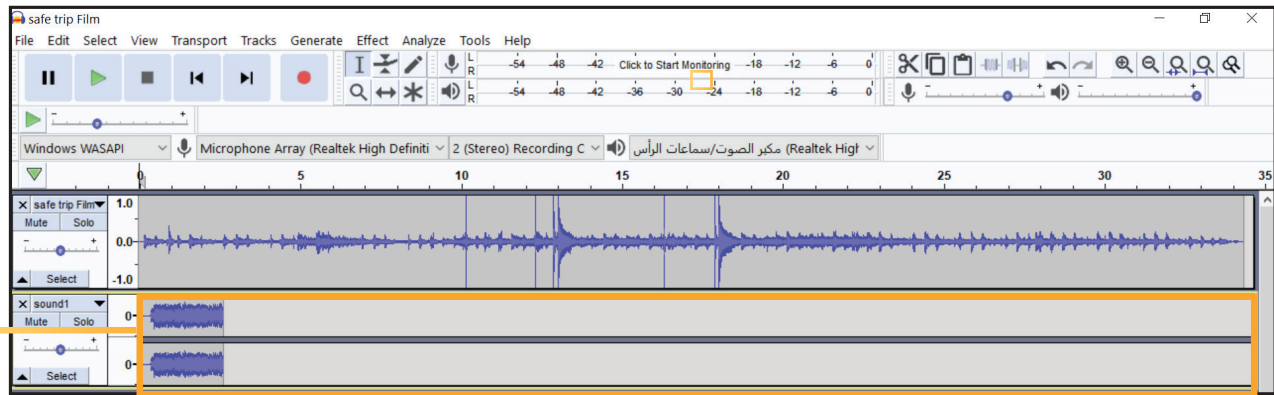 safe trip Film
File Edit Select View Transport Tracks Generate Effect Analyze Tools Help
L R -54 -48 -42 Click to Start Monitoring -18 -12 -6 0
L R -54 -48 -42 -36 -30 -24 -18 -12 -6 0
Windows WASAPI Microphone Array (Realtek High Definiti 2 (Stereo) Recording C مكبر الصوت/سماعات الرأس (Realtek High
0 5 10 15 20 25 30 35
safe trip Film 1.0
Mute Solo
- + 0.0
Select -1.0
sound1
Mute Solo 0
- +
Select 0